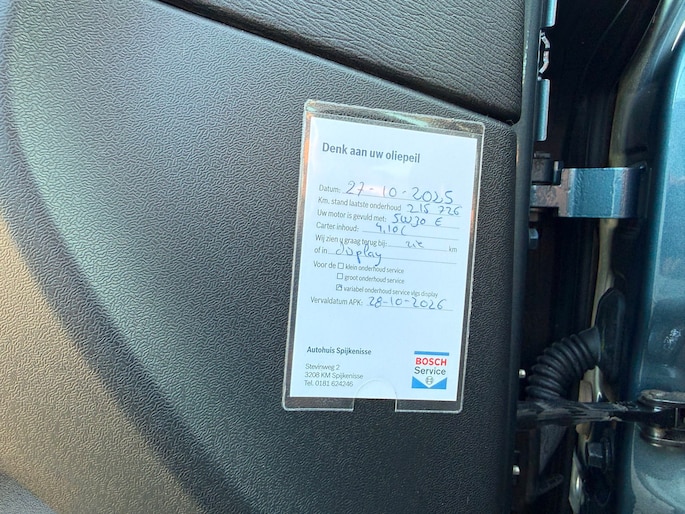 Denk aan uw oliepeil
Datum: 27-10-2025
Km. stand laatste onderhoud 215 726
Uw motor is gevuld met: 5W30 E
Carter inhoud: 4,10 L
Wij zien u graag terug bij: zie km
of in display
Voor de ☐ klein onderhoud service
☐ groot onderhoud service
☑ variabel onderhoud service vlgs display
Vervaldatum APK: 28-10-2026
Autohuis Spijkenisse
Stevinweg 2
3208 KM Spijkenisse
Tel. 0181 624246
BOSCH
Service